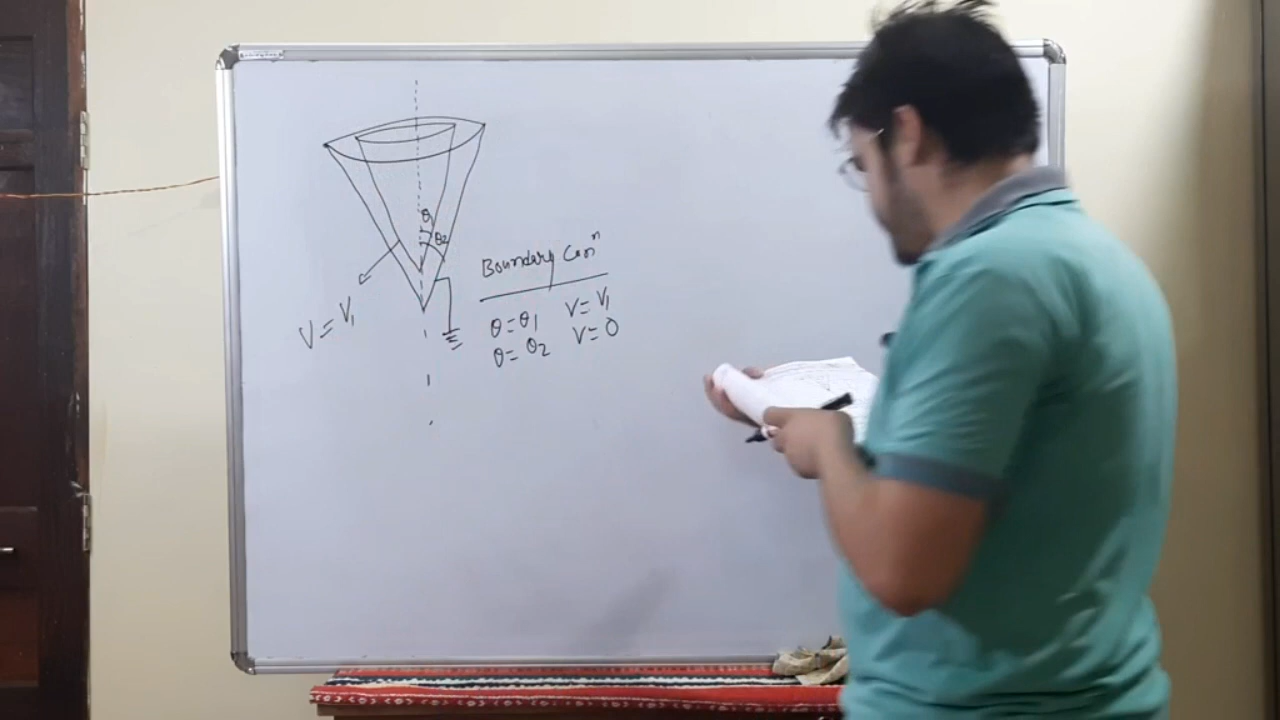 θ₁
θ₂
V = V₁
Boundary Conⁿ
θ = θ₁ V = V₁
θ = θ₂ V = 0